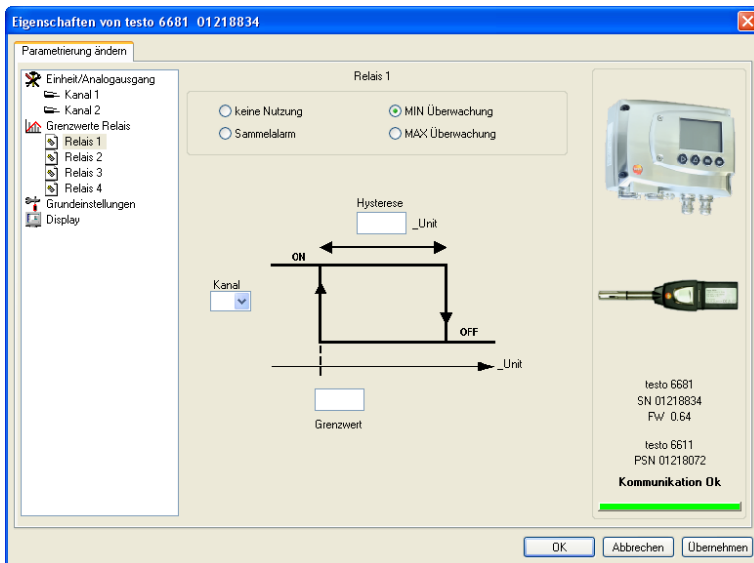 Eigenschaften von testo 6681 01218834
Parametrierung ändern
Einheit/Analogausgang
Kanal 1
Kanal 2
Grenzwerte Relais
Relais 1
Relais 2
Relais 3
Relais 4
Grundeinstellungen
Display
Relais 1
keine Nutzung
MIN Überwachung
Sammelalarm
MAX Überwachung
Hysterese
_Unit
ON
Kanal
OFF
_Unit
Grenzwert
testo 6681
SN 01218834
FW 0.64
testo 6611
PSN 01218072
Kommunikation Ok
OK
Abbrechen
Übernehmen